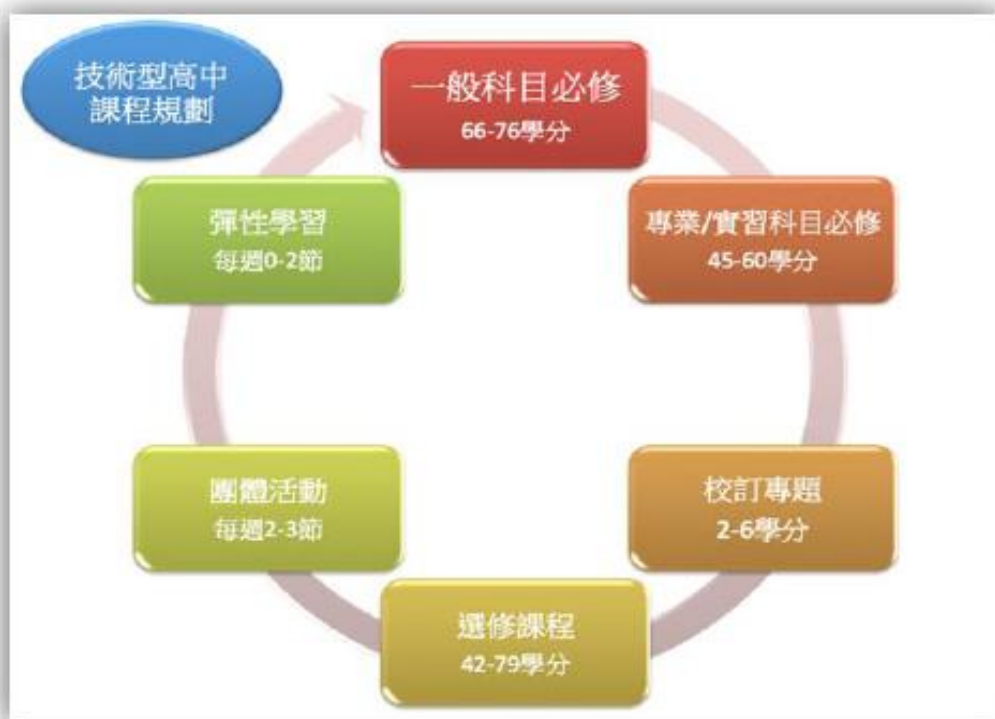 技術型高中
課程規劃
一般科目必修
66-76學分
專業/實習科目必修
45-60學分
校訂專題
2-6學分
選修課程
42-79學分
團體活動
每週2-3節
彈性學習
每週0-2節